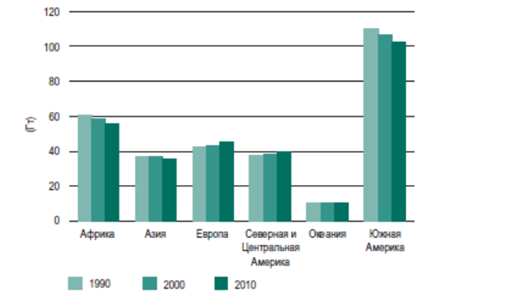 120
100
80
60
40
20
0
(Гт)
Африка
Азия
Европа
Северная и
Центральная
Америка
Океания
Южная
Америка
1990
2000
2010